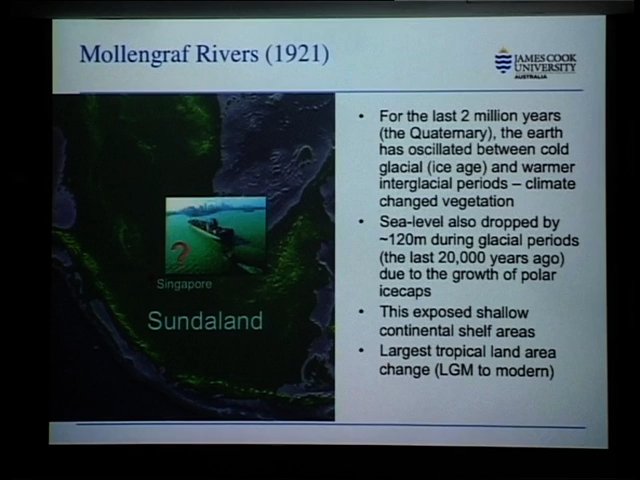 Mollengraf Rivers (1921)
JAMES COOK
UNIVERSITY
AUSTRALIA
?
Singapore
Sundaland
• For the last 2 million years
(the Quaternary), the earth
has oscillated between cold
glacial (ice age) and warmer
interglacial periods – climate
changed vegetation
• Sea-level also dropped by
~120m during glacial periods
(the last 20,000 years ago)
due to the growth of polar
icecaps
• This exposed shallow
continental shelf areas
• Largest tropical land area
change (LGM to modern)